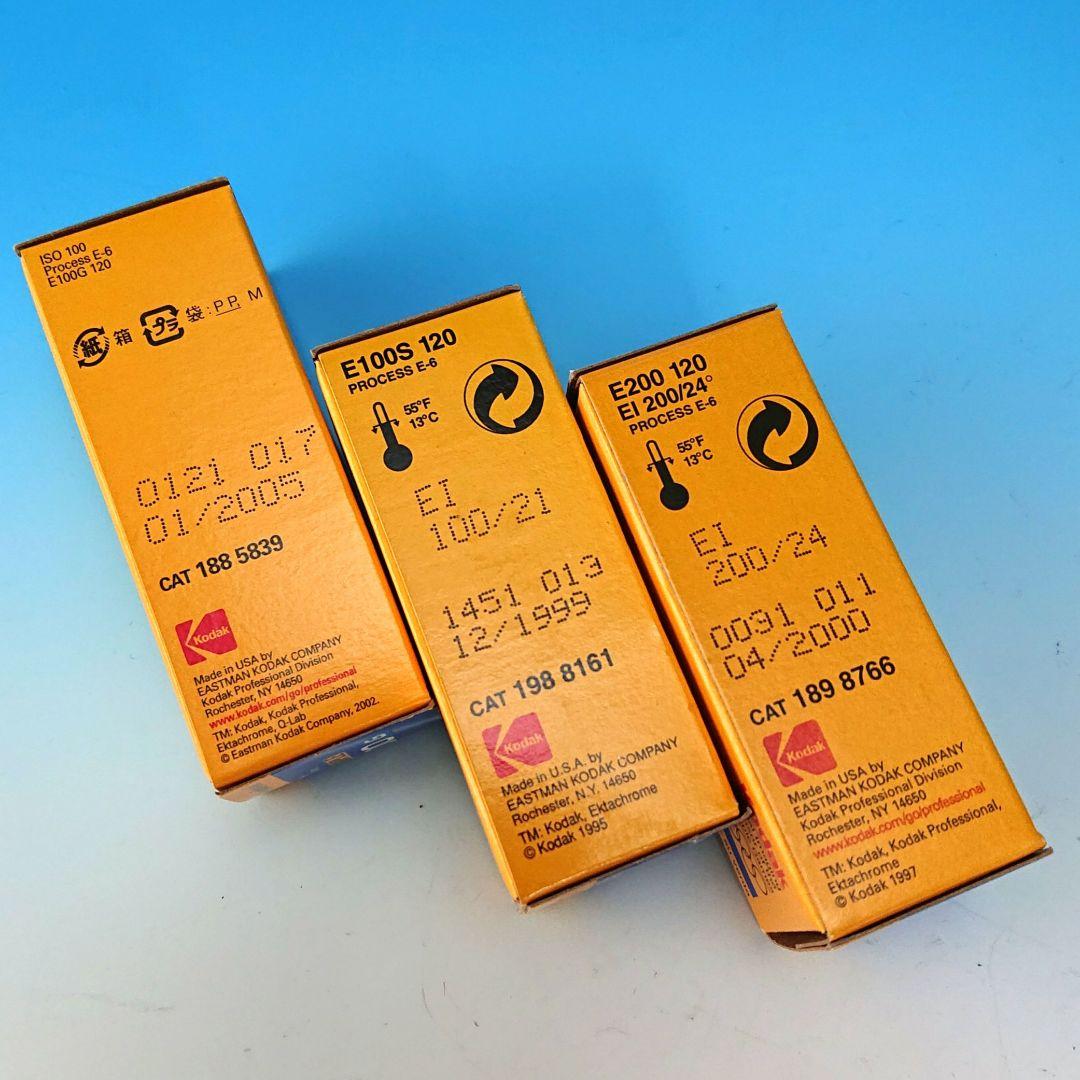 ISO 100
Process E-6
E100G 120
紙 箱 プラ 袋:PP, M
0121 017
01/2005
CAT 188 5839
Kodak
Made in USA by
EASTMAN KODAK COMPANY
Kodak Professional Division
Rochester, NY 14650
www.kodak.com/go/professional
TM: Kodak, Kodak Professional,
Ektachrome, Q-Lab
© Eastman Kodak Company, 2002.
E100S 120
PROCESS E-6
55°F
13°C
EI
100/21
1451 013
12/1999
CAT 198 8161
Kodak
Made in U.S.A. by
EASTMAN KODAK COMPANY
Rochester, N.Y. 14650
TM: Kodak, Ektachrome
© Kodak 1995
E200 120
EI 200/24°
PROCESS E-6
55°F
13°C
EI
200/24
0091 011
04/2000
CAT 189 8766
Kodak
Made in USA by
EASTMAN KODAK COMPANY
Kodak Professional Division
Rochester, NY 14650
www.kodak.com/go/professional
TM: Kodak, Kodak Professional,
Ektachrome
© Kodak 1997